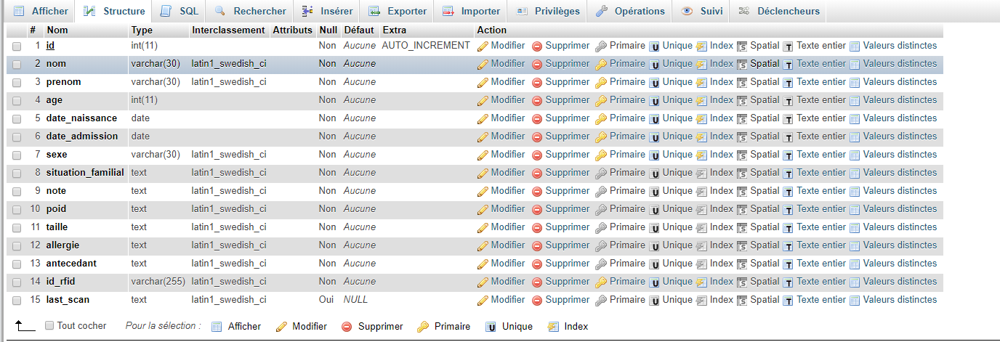 Afficher Structure SQL Rechercher Insérer Exporter Importer Privilèges Opérations Suivi Déclencheurs
# Nom Type Interclassement Attributs Null Défaut Extra Action
1 id int(11) Non Aucune AUTO_INCREMENT Modifier Supprimer Primaire Unique Index Spatial Texte entier Valeurs distinctes
2 nom varchar(30) latin1_swedish_ci Non Aucune Modifier Supprimer Primaire Unique Index Spatial Texte entier Valeurs distinctes
3 prenom varchar(30) latin1_swedish_ci Non Aucune Modifier Supprimer Primaire Unique Index Spatial Texte entier Valeurs distinctes
4 age int(11) Non Aucune Modifier Supprimer Primaire Unique Index Spatial Texte entier Valeurs distinctes
5 date_naissance date Non Aucune Modifier Supprimer Primaire Unique Index Spatial Texte entier Valeurs distinctes
6 date_admission date Non Aucune Modifier Supprimer Primaire Unique Index Spatial Texte entier Valeurs distinctes
7 sexe varchar(30) latin1_swedish_ci Non Aucune Modifier Supprimer Primaire Unique Index Spatial Texte entier Valeurs distinctes
8 situation_familial text latin1_swedish_ci Non Aucune Modifier Supprimer Primaire Unique Index Spatial Texte entier Valeurs distinctes
9 note text latin1_swedish_ci Non Aucune Modifier Supprimer Primaire Unique Index Spatial Texte entier Valeurs distinctes
10 poid text latin1_swedish_ci Non Aucune Modifier Supprimer Primaire Unique Index Spatial Texte entier Valeurs distinctes
11 taille text latin1_swedish_ci Non Aucune Modifier Supprimer Primaire Unique Index Spatial Texte entier Valeurs distinctes
12 allergie text latin1_swedish_ci Non Aucune Modifier Supprimer Primaire Unique Index Spatial Texte entier Valeurs distinctes
13 antecedant text latin1_swedish_ci Non Aucune Modifier Supprimer Primaire Unique Index Spatial Texte entier Valeurs distinctes
14 id_rfid varchar(255) latin1_swedish_ci Non Aucune Modifier Supprimer Primaire Unique Index Spatial Texte entier Valeurs distinctes
15 last_scan text latin1_swedish_ci Oui NULL Modifier Supprimer Primaire Unique Index Spatial Texte entier Valeurs distinctes
Tout cocher Pour la sélection : Afficher Modifier Supprimer Primaire Unique Index